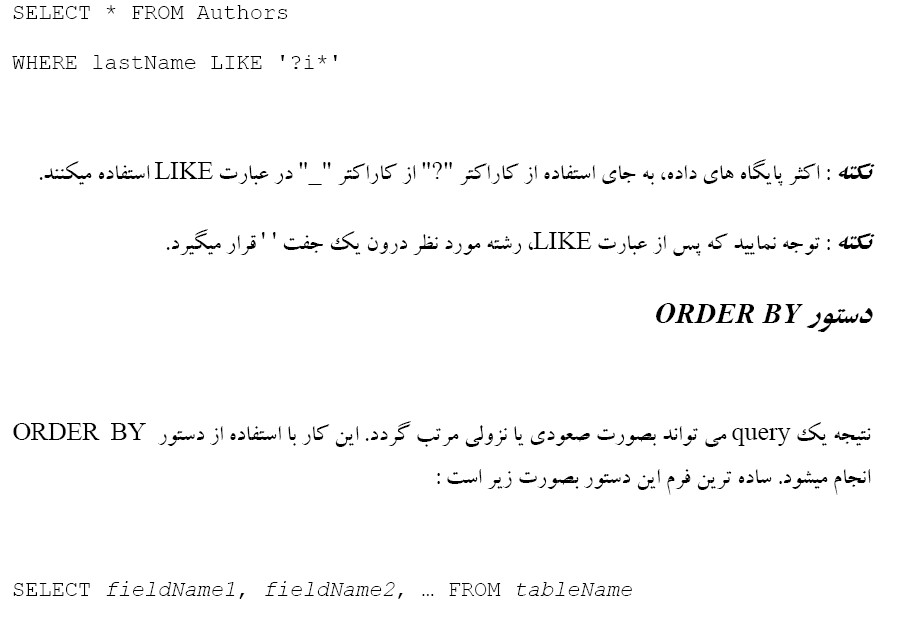 SELECT * FROM Authors
WHERE lastName LIKE '?i*'
نکته : اکثر پایگاه های داده، به جای استفاده از کاراکتر "?" از کاراکتر "_" در عبارت LIKE استفاده میکنند.
نکته : توجه نمایید که پس از عبارت LIKE، رشته مورد نظر درون یک جفت ' ' قرار میگیرد.
دستور ORDER BY
نتیجه یک query می تواند بصورت صعودی یا نزولی مرتب گردد. این کار با استفاده از دستور ORDER BY
انجام میشود. ساده ترین فرم این دستور بصورت زیر است :
SELECT fieldName1, fieldName2, … FROM tableName